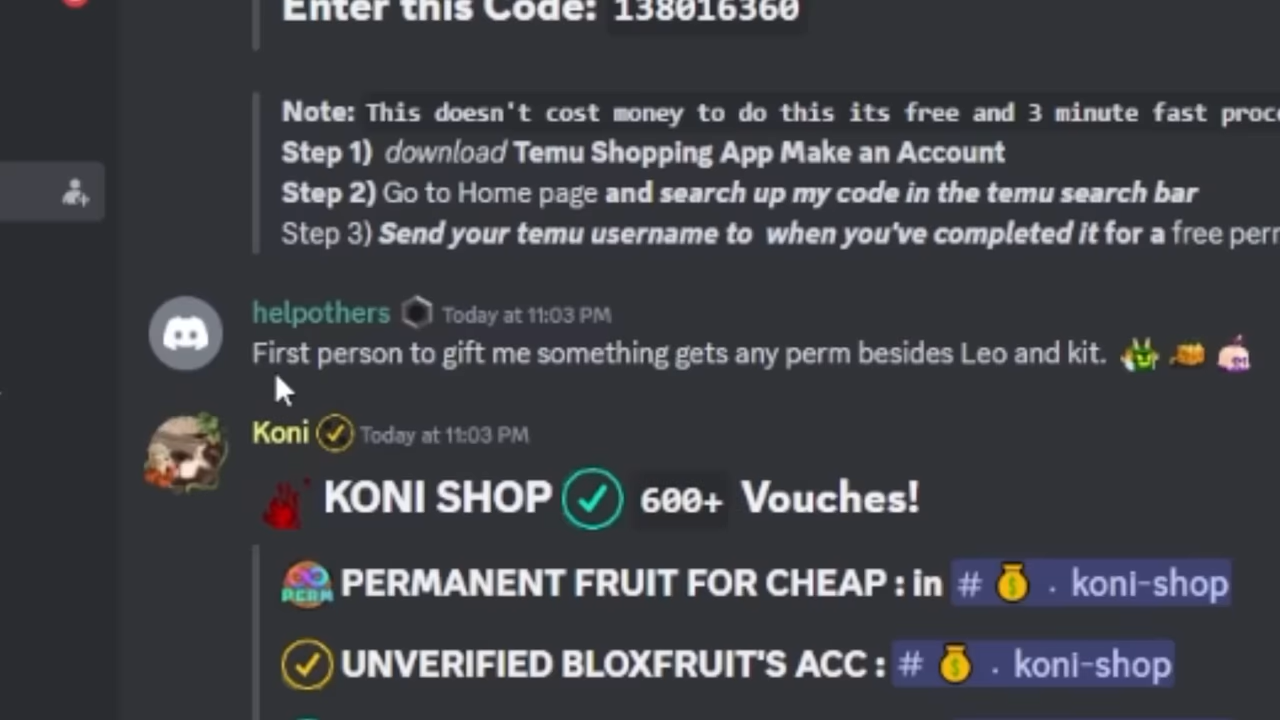 Enter this Code: 138016360
Note: This doesn't cost money to do this its free and 3 minute fast
Step 1) download Temu Shopping App Make an Account
Step 2) Go to Home page and search up my code in the temu search bar
Step 3) Send your temu username to when you've completed it for a free
helpothers Today at 11:03 PM
First person to gift me something gets any perm besides Leo and kit.
Koni Today at 11:03 PM
KONI SHOP 600+ Vouches!
PERM PERMANENT FRUIT FOR CHEAP : in # . koni-shop
UNVERIFIED BLOXFRUIT'S ACC : # . koni-shop